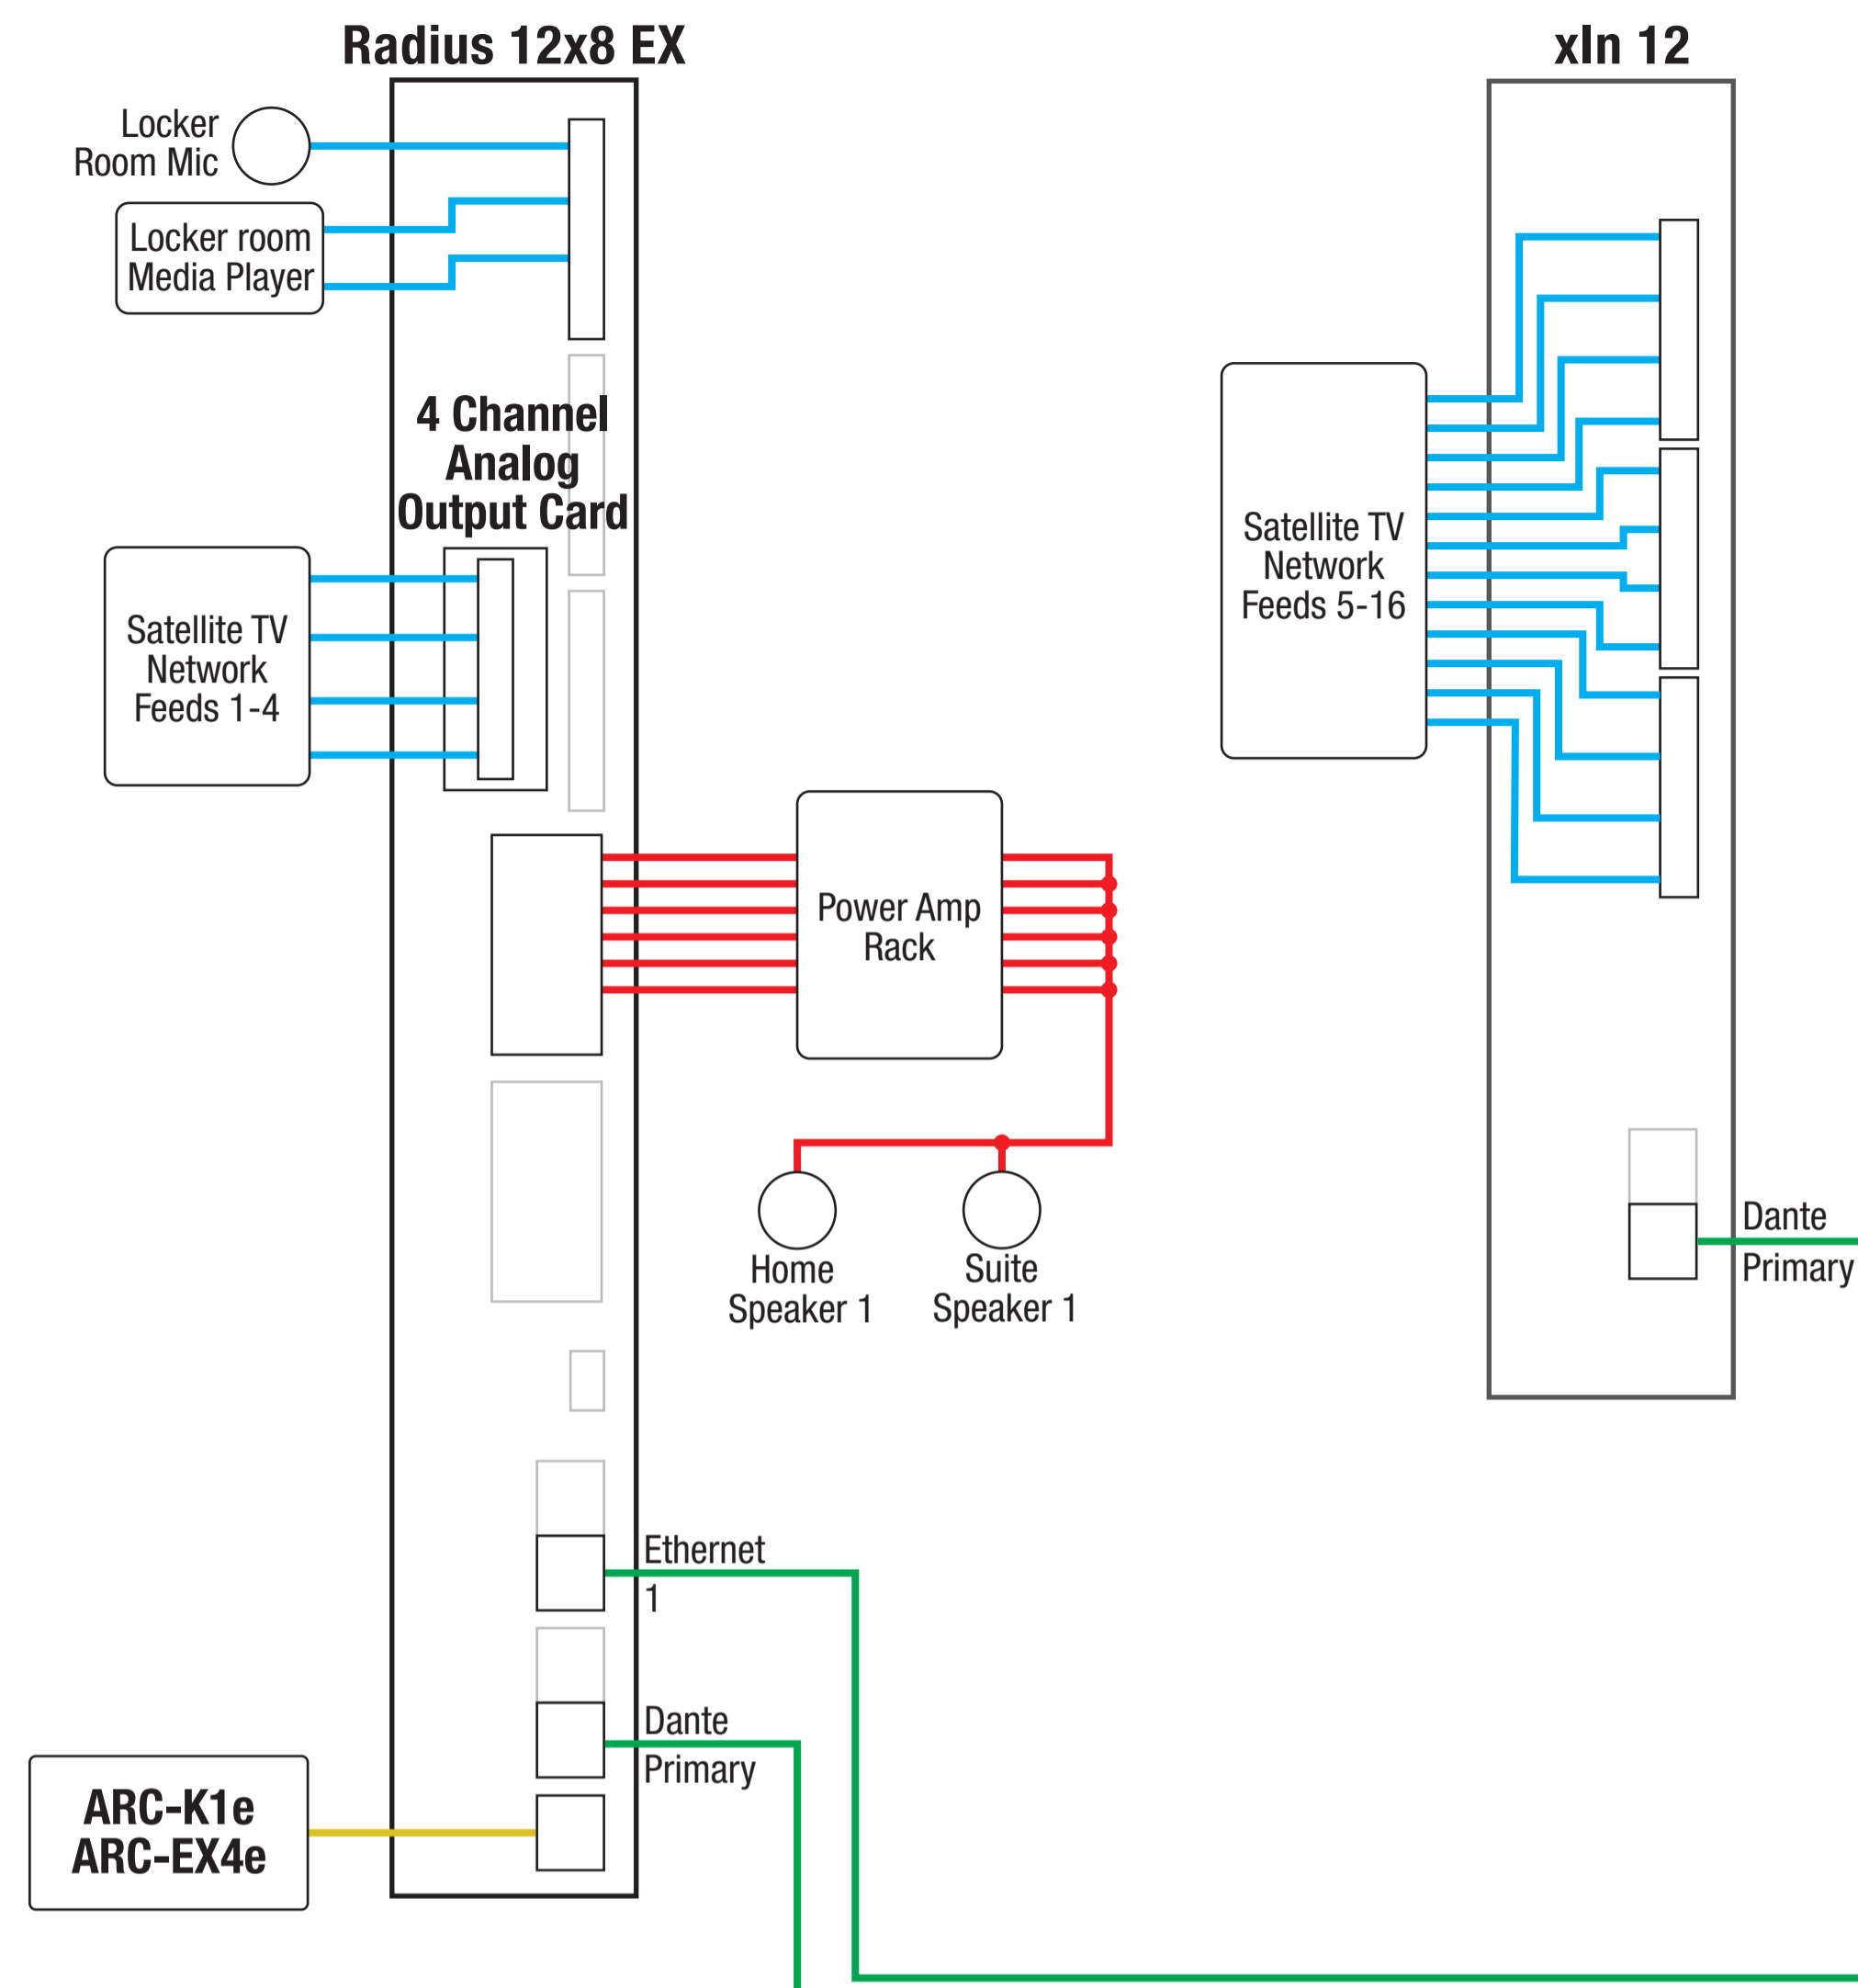 Radius 12x8 EX
xIn 12
Locker
Room Mic
Locker room
Media Player
4 Channel
Analog
Output Card
Satellite TV
Network
Feeds 1-4
Satellite TV
Network
Feeds 5-16
Power Amp
Rack
Home
Speaker 1
Suite
Speaker 1
Dante
Primary
Ethernet
1
Dante
Primary
ARC-K1e
ARC-EX4e